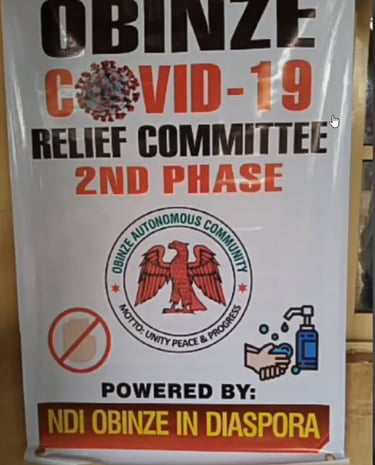 OBINZE
COVID-19
RELIEF COMMITTEE
2ND PHASE
OBINZE AUTONOMOUS COMMUNITY
MOTTO: UNITY PEACE & PROGRESS
POWERED BY:
NDI OBINZE IN DIASPORA